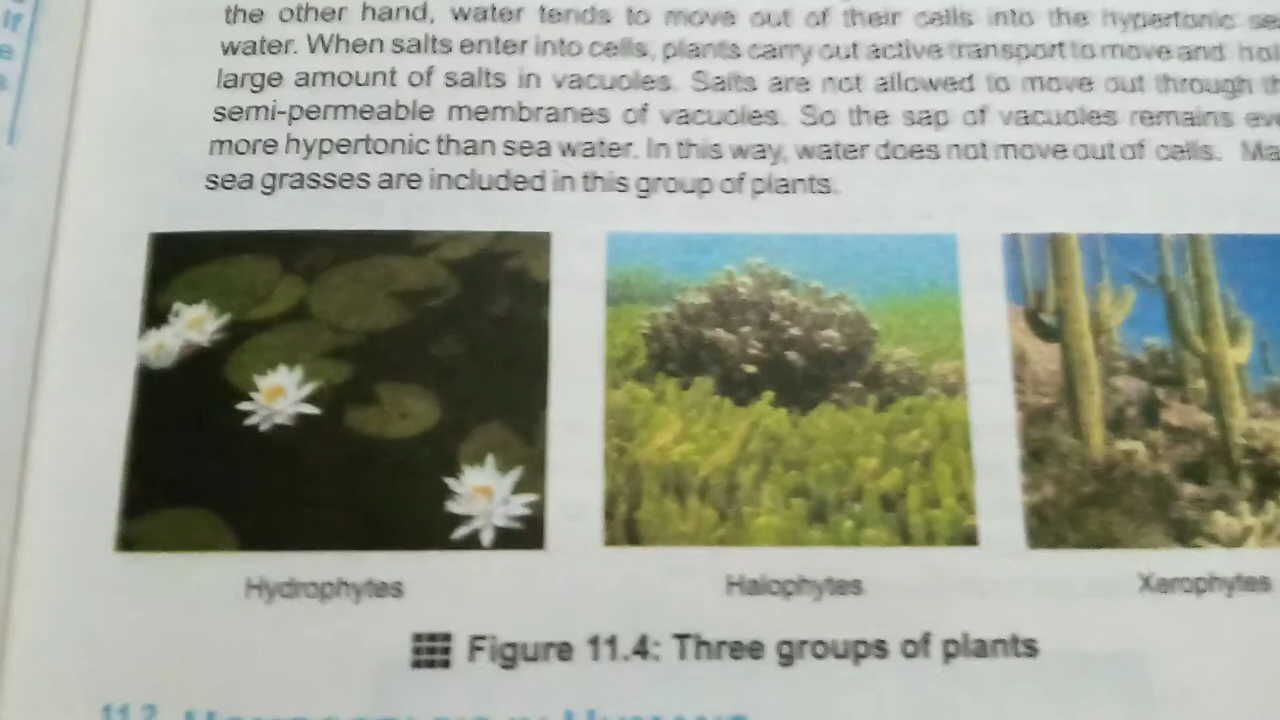 the other hand, water tends to move out of their cells into the hypertonic
water. When salts enter into cells, plants carry out active transport to move and
large amount of salts in vacuoles. Salts are not allowed to move out through
semi-permeable membranes of vacuoles. So the sap of vacuoles remains
more hypertonic than sea water. In this way, water does not move out of cells.
sea grasses are included in this group of plants.
Hydrophytes
Halophytes
Xerophytes
Figure 11.4: Three groups of plants
11.2